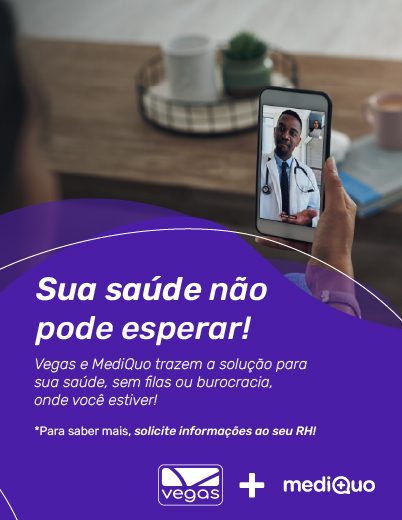 Sua saúde não
pode esperar!
Vegas e MediQuo trazem a solução para
sua saúde, sem filas ou burocracia,
onde você estiver!
*Para saber mais, solicite informações ao seu RH!
vegas + mediQuo